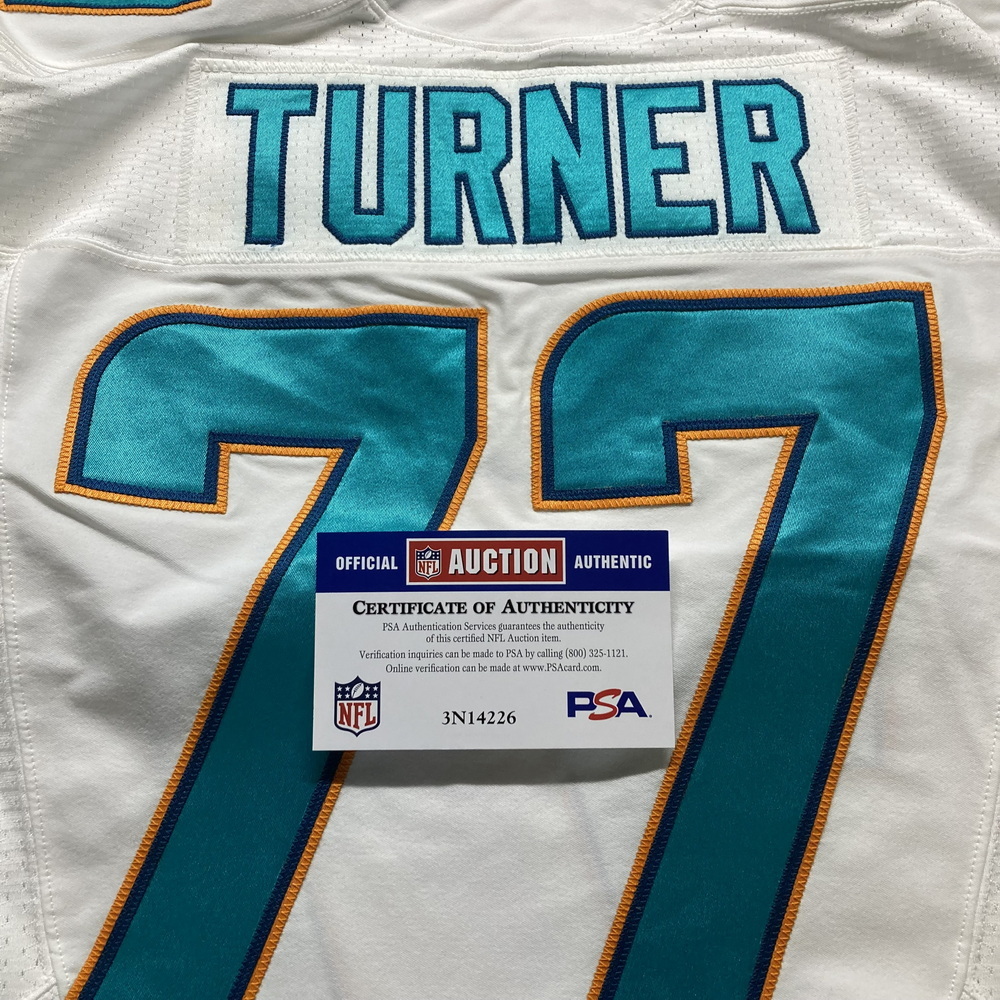 TURNER
77
OFFICIAL NFL AUCTION AUTHENTIC
CERTIFICATE OF AUTHENTICITY
PSA Authentication Services guarantees the authenticity
of this certified NFL Auction item.
Verification inquiries can be made to PSA by calling (800) 325-1121.
Online verification can be made at www.PSAcard.com.
NFL
3N14226
PSA